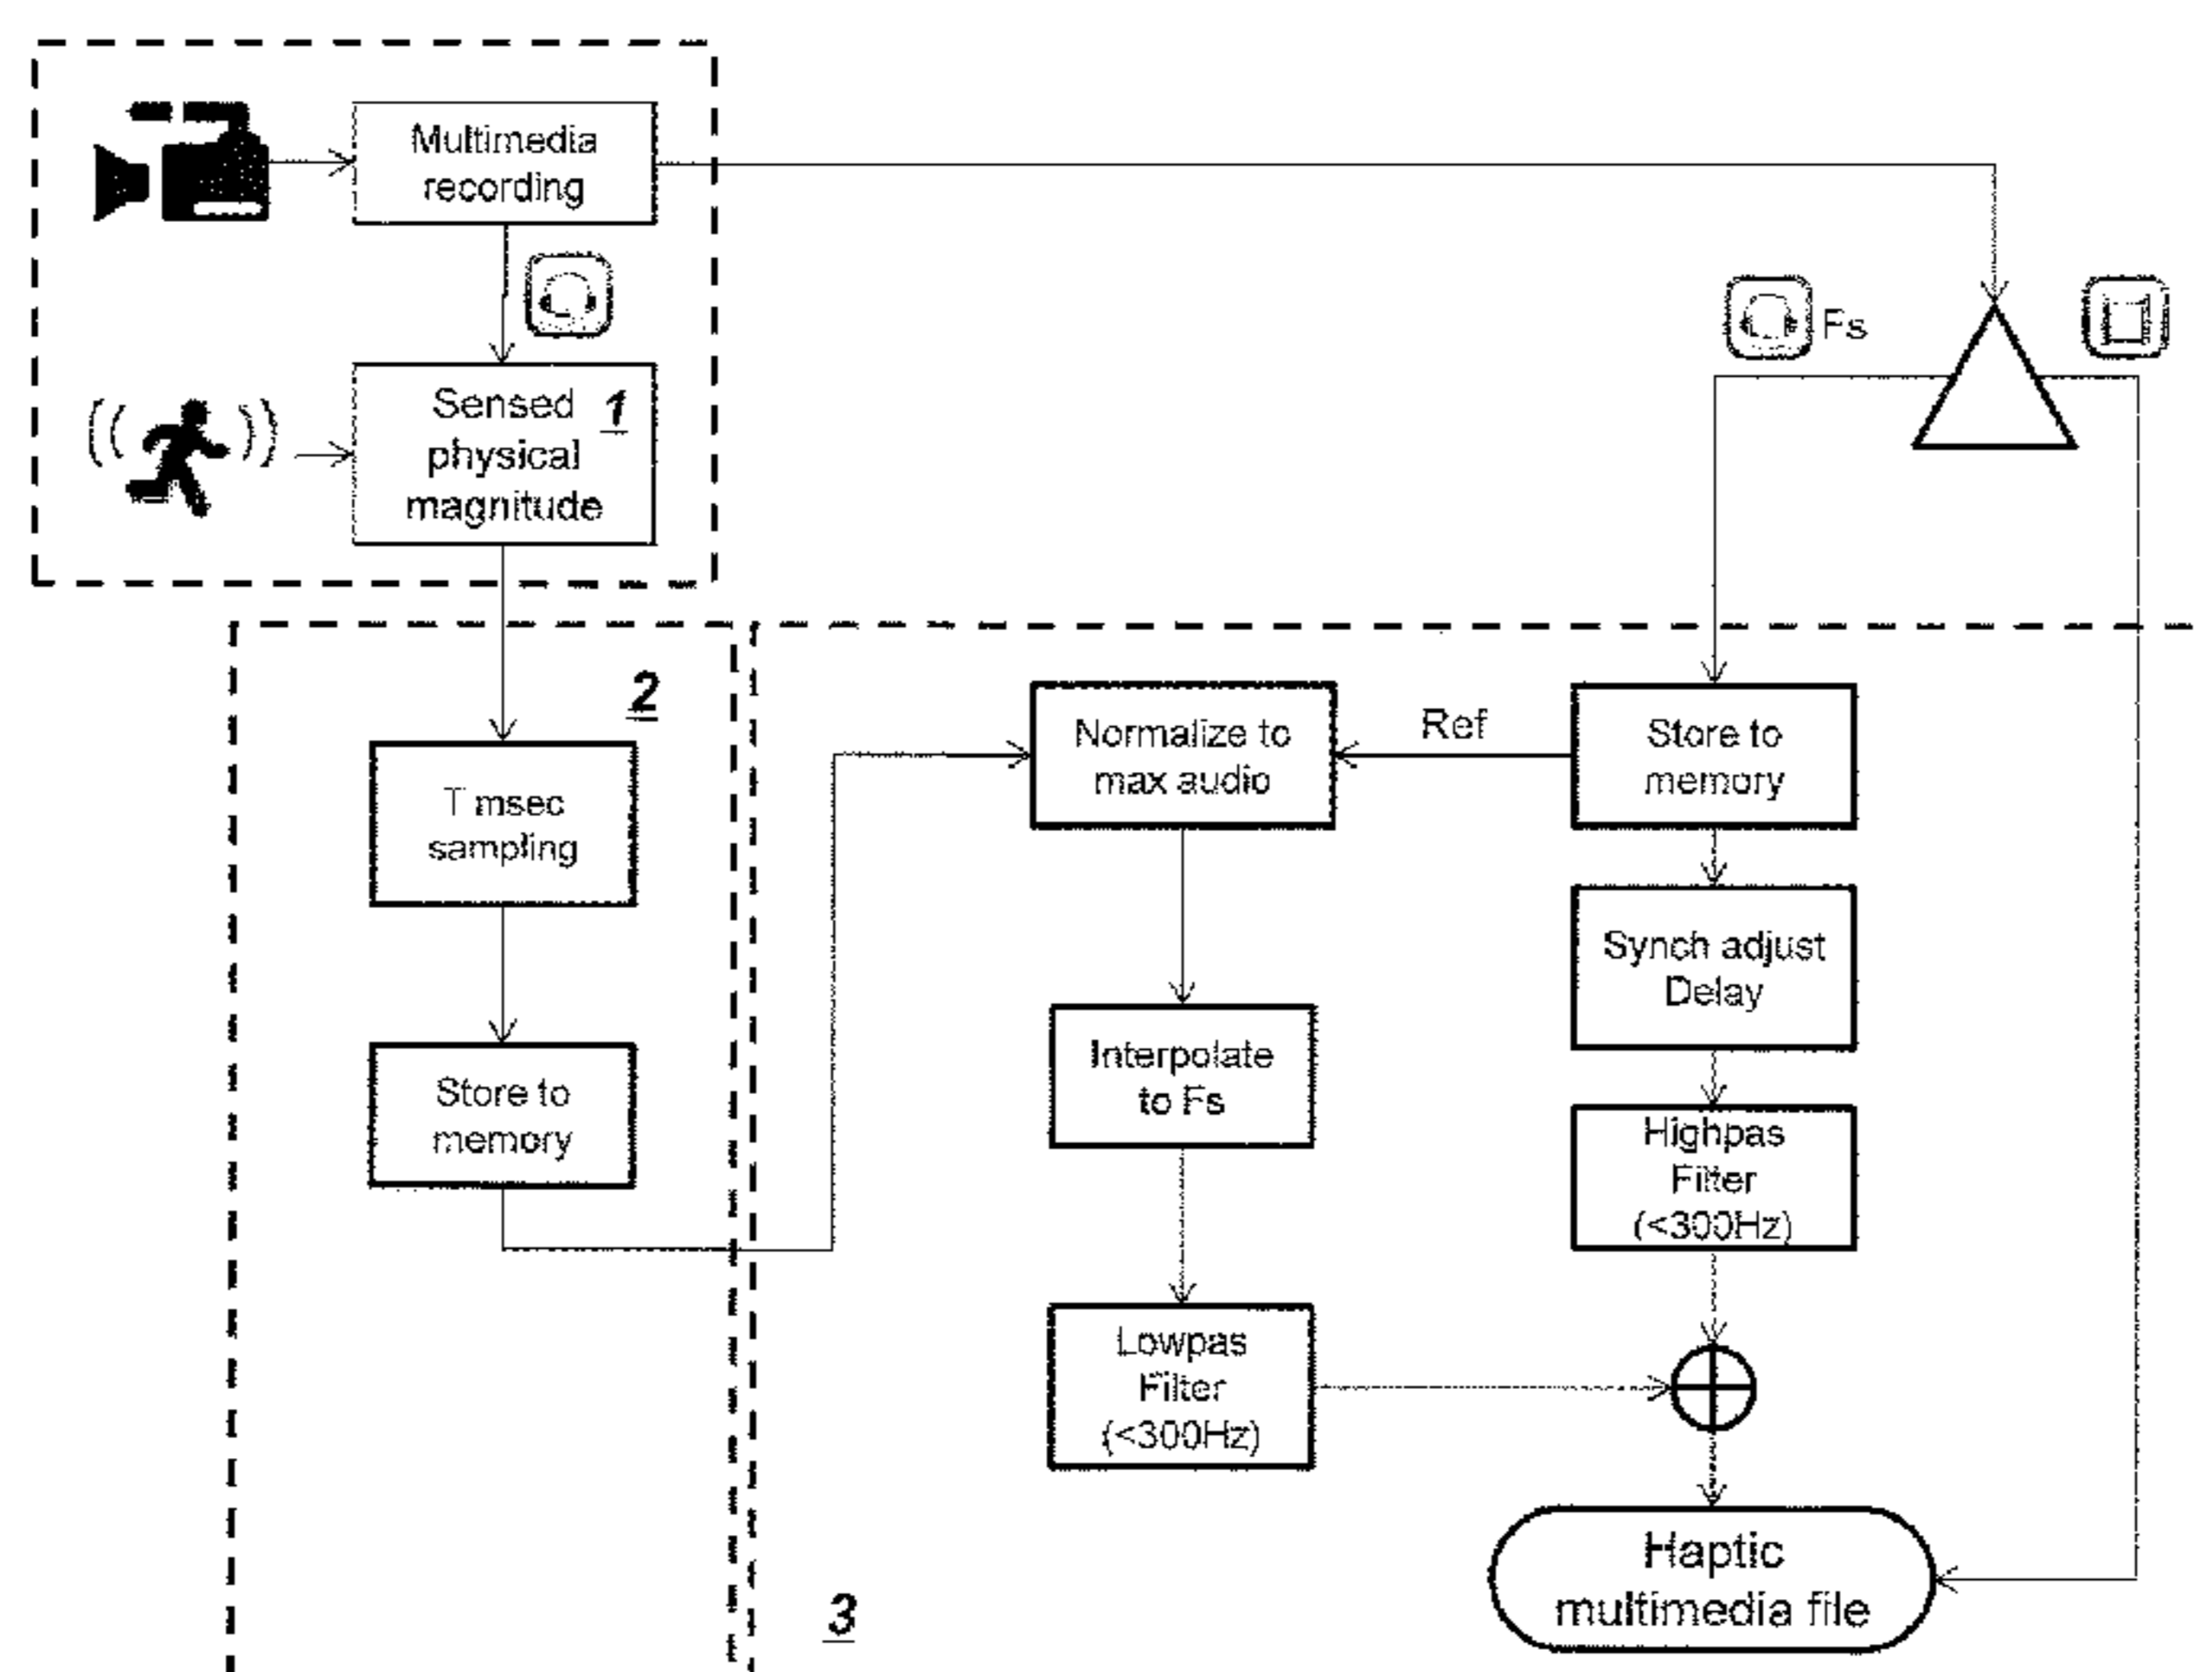 Multimedia
recording
Fs
Sensed 1
physical
magnitude
2
T msec
sampling
Store to
memory
Normalize to
max audio
Ref
Store to
memory
Synch adjust
Delay
Interpolate
to Fs
Highpas
Filter
(<300Hz)
Lowpas
Filter
(<300Hz)
Haptic
multimedia file
3